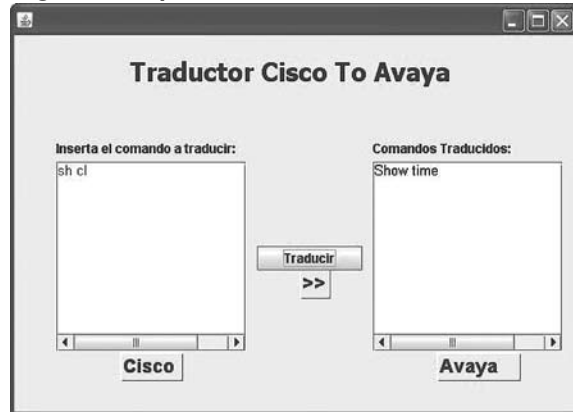 Traductor Cisco To Avaya
Inserta el comando a traducir:
sh cl
Traducir
>>
Cisco
Comandos Traducidos:
Show time
Avaya